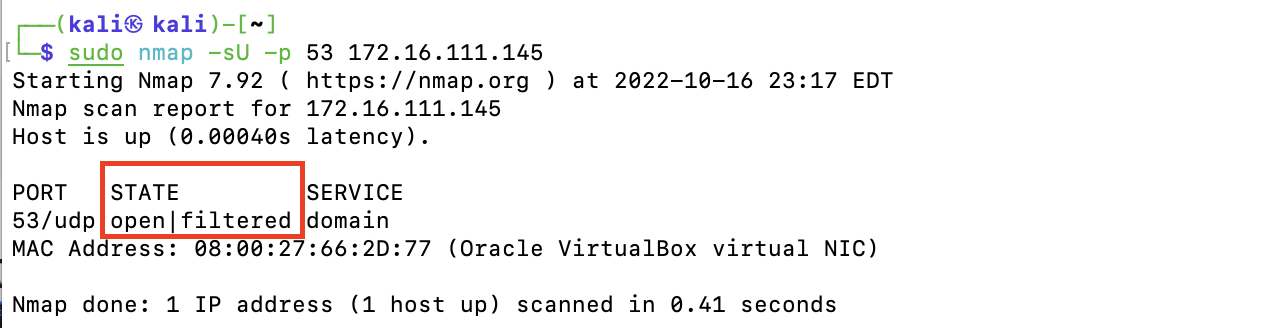 ┌──(kali㉿kali)-[~]
└─$ sudo nmap -sU -p 53 172.16.111.145
Starting Nmap 7.92 ( https://nmap.org ) at 2022-10-16 23:17 EDT
Nmap scan report for 172.16.111.145
Host is up (0.00040s latency).

PORT   STATE         SERVICE
53/udp open|filtered domain
MAC Address: 08:00:27:66:2D:77 (Oracle VirtualBox virtual NIC)

Nmap done: 1 IP address (1 host up) scanned in 0.41 seconds